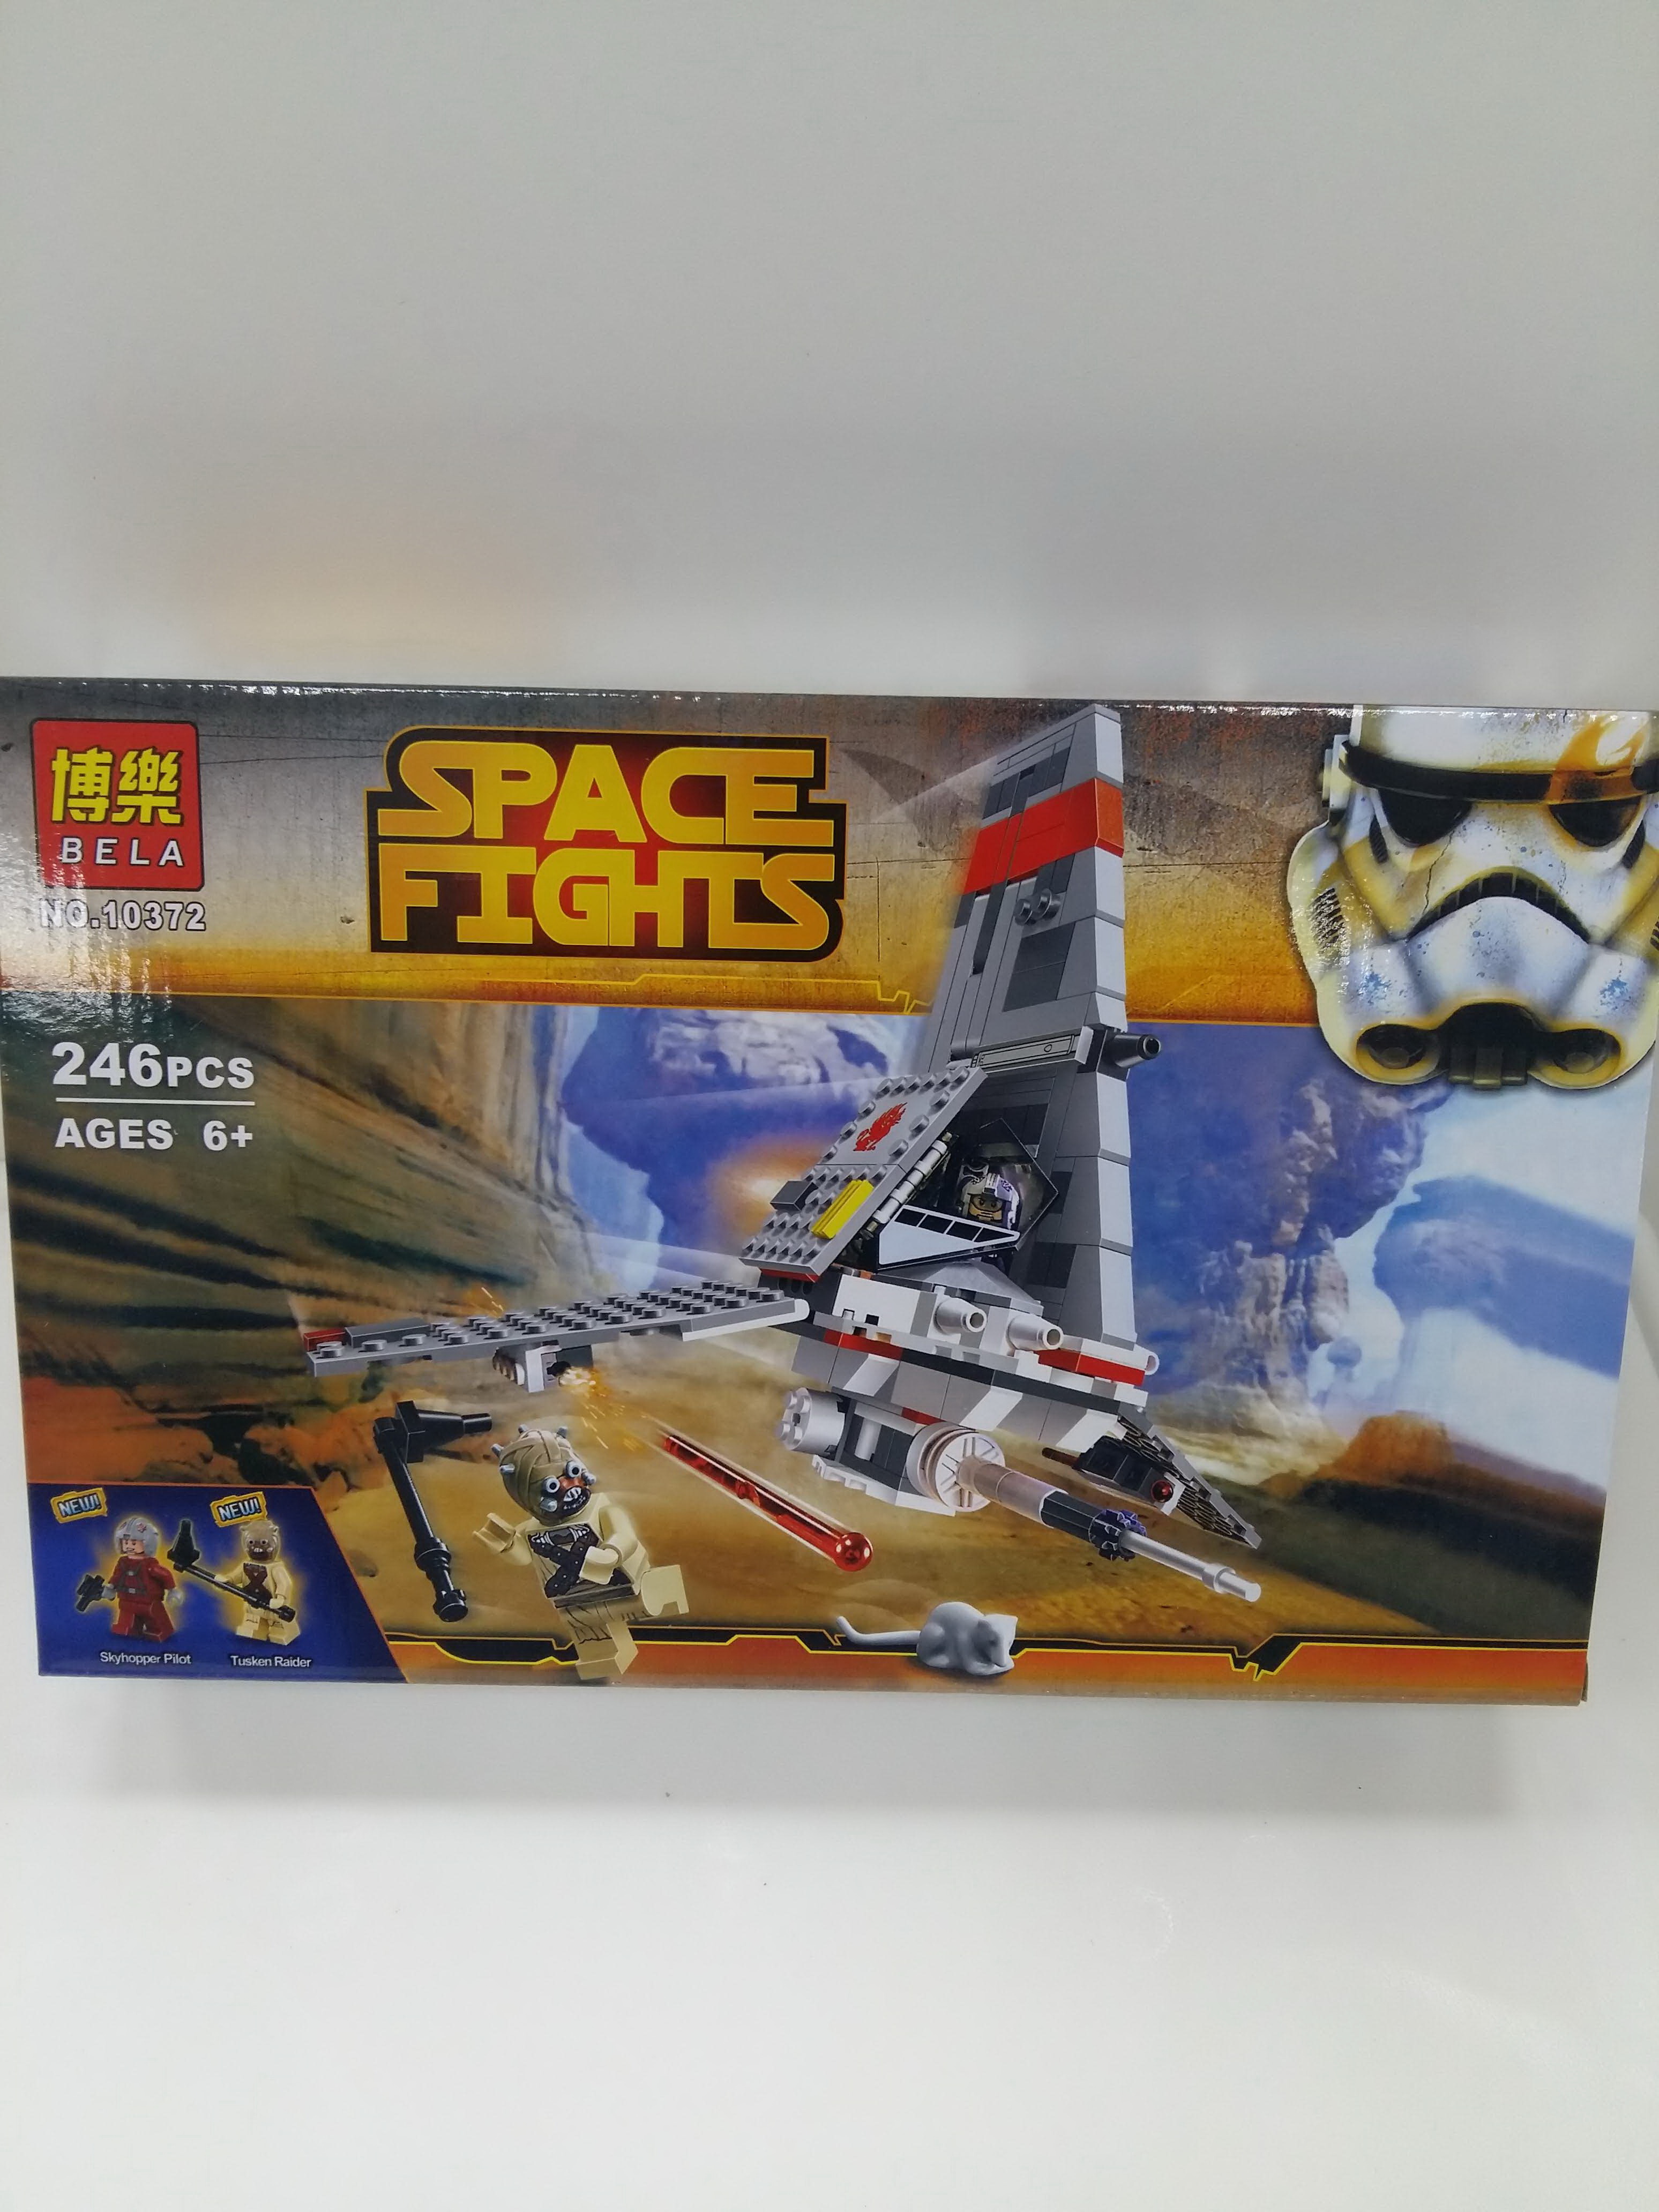 博樂
BELA
NO.10372
SPACE
FIGHTS
246PCS
AGES 6+
NEW!
NEW!
Skyhopper Pilot
Tusken Raider